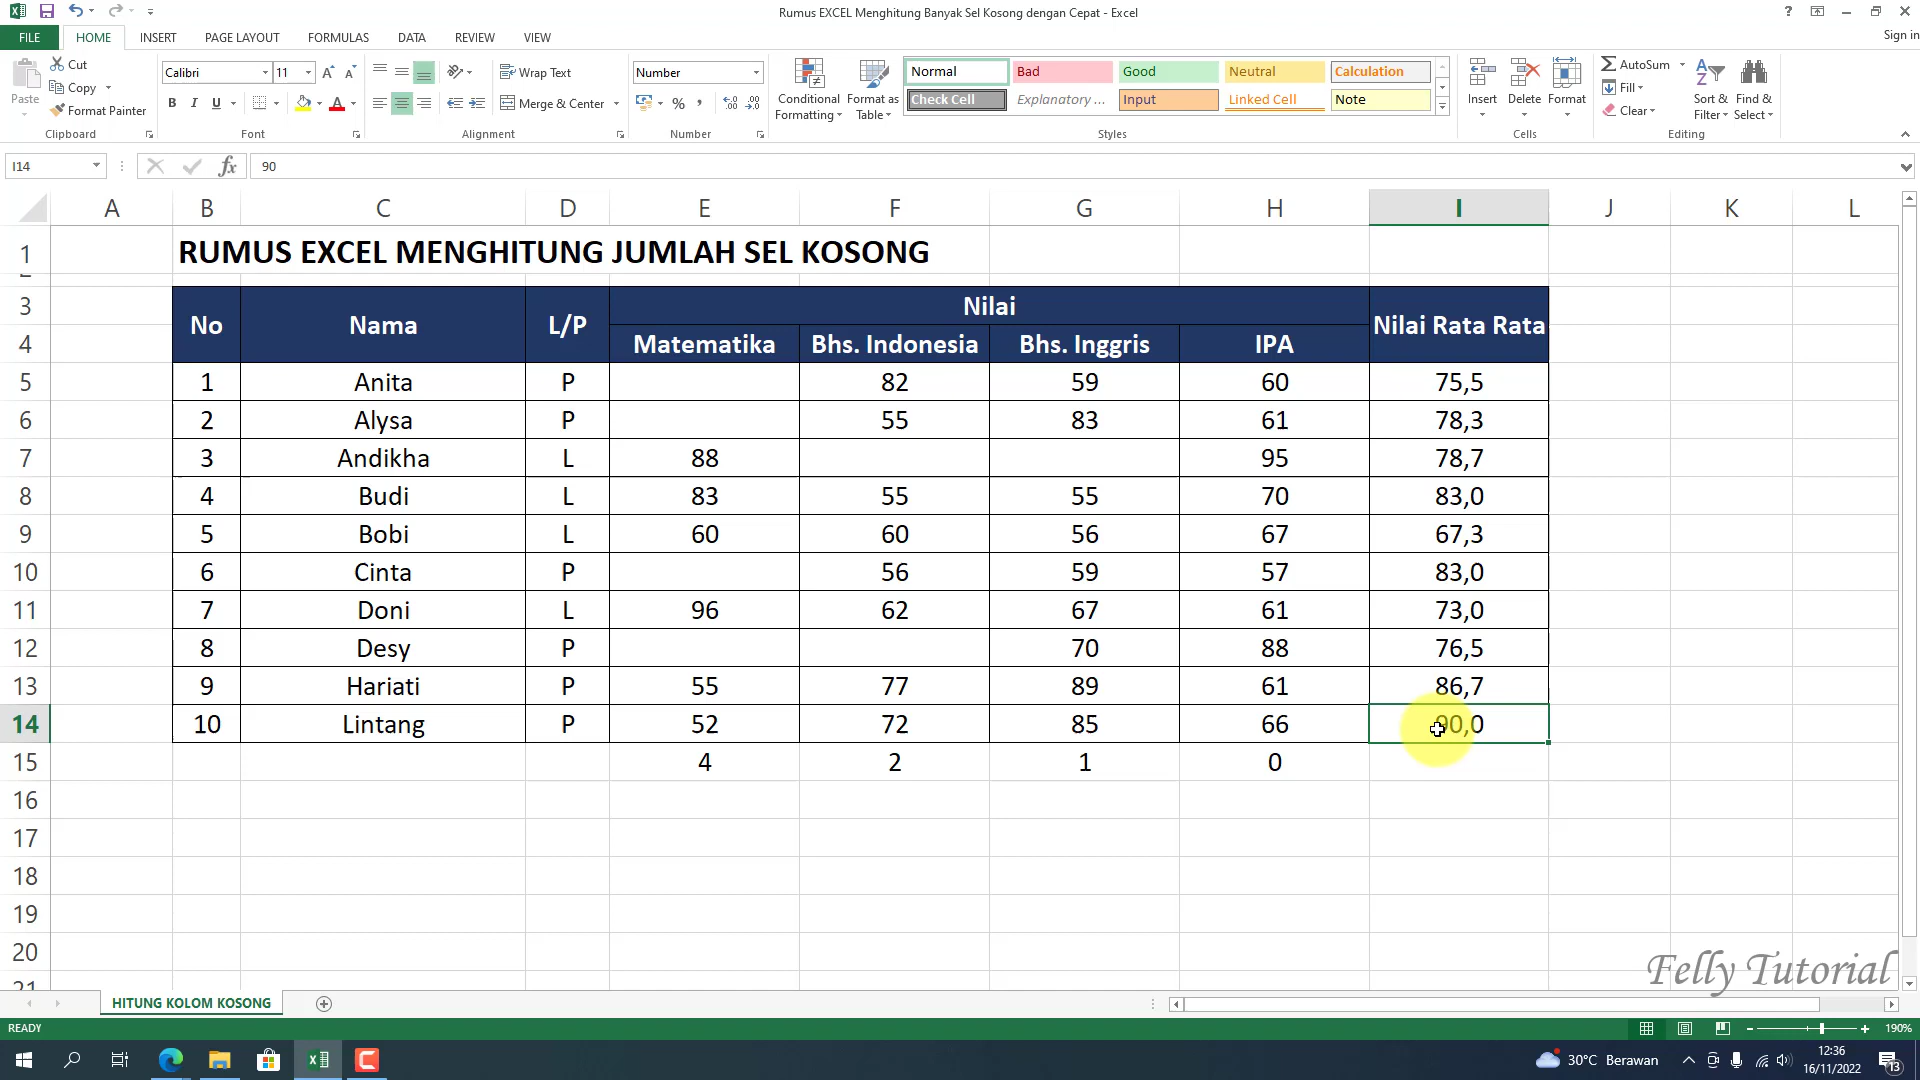 Rumus EXCEL Menghitung Banyak Sel Kosong dengan Cepat - Excel
Sign in
FILE HOME INSERT PAGE LAYOUT FORMULAS DATA REVIEW VIEW
Paste Cut
Copy
Format Painter
Clipboard
Calibri 11
B I U
Font
Wrap Text
Merge & Center
Alignment
Number
%
Number
Conditional Formatting
Format as Table
Normal Bad Good Neutral Calculation
Check Cell Explanatory ... Input Linked Cell Note
Styles
Insert Delete Format
Cells
AutoSum
Fill
Clear
Sort & Filter
Find & Select
Editing
I14 fx 90
A B C D E F G H I J K L
1 RUMUS EXCEL MENGHITUNG JUMLAH SEL KOSONG
3 No Nama L/P Nilai Nilai Rata Rata
4 Matematika Bhs. Indonesia Bhs. Inggris IPA
5 1 Anita P 82 59 60 75,5
6 2 Alysa P 55 83 61 78,3
7 3 Andikha L 88 95 78,7
8 4 Budi L 83 55 55 70 83,0
9 5 Bobi L 60 60 56 67 67,3
10 6 Cinta P 56 59 57 83,0
11 7 Doni L 96 62 67 61 73,0
12 8 Desy P 70 88 76,5
13 9 Hariati P 55 77 89 61 86,7
14 10 Lintang P 52 72 85 66 90,0
15 4 2 1 0
16
17
18
19
20
21
Felly Tutorial
HITUNG KOLOM KOSONG
READY 190%
30°C Berawan 12:36
16/11/2022 13